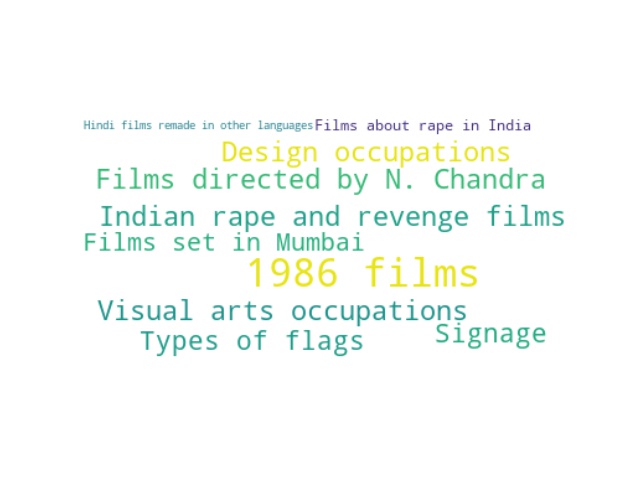 Hindi films remade in other languages
Films about rape in India
Design occupations
Films directed by N. Chandra
Indian rape and revenge films
Films set in Mumbai
1986 films
Visual arts occupations
Signage
Types of flags